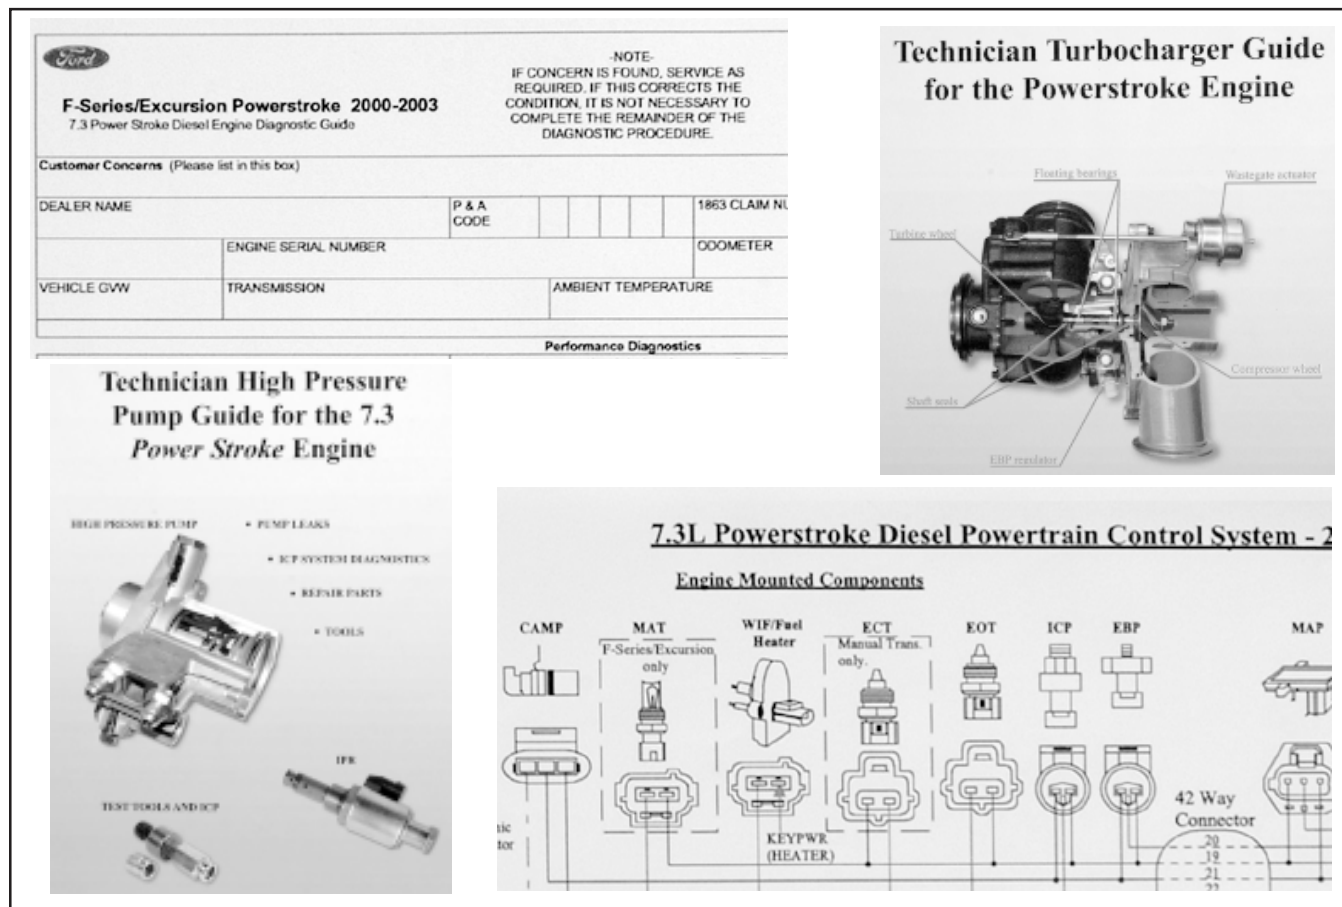 Ford
F-Series/Excursion Powerstroke 2000-2003
7.3 Power Stroke Diesel Engine Diagnostic Guide
-NOTE-
IF CONCERN IS FOUND, SERVICE AS
REQUIRED. IF THIS CORRECTS THE
CONDITION, IT IS NOT NECESSARY TO
COMPLETE THE REMAINDER OF THE
DIAGNOSTIC PROCEDURE.
Customer Concerns (Please list in this box)
DEALER NAME
P & A
CODE
1863 CLAIM NU
ENGINE SERIAL NUMBER
ODOMETER
VEHICLE GVW
TRANSMISSION
AMBIENT TEMPERATURE
Performance Diagnostics
Technician Turbocharger Guide
for the Powerstroke Engine
Floating bearings
Wastegate actuator
Turbine wheel
Compressor wheel
Shaft seals
EBP regulator
Technician High Pressure
Pump Guide for the 7.3
Power Stroke Engine
HIGH PRESSURE PUMP
• PUMP LEAKS
• ICP SYSTEM DIAGNOSTICS
• REPAIR PARTS
• TOOLS
IPR
TEST TOOLS AND ICP
7.3L Powerstroke Diesel Powertrain Control System - 2
Engine Mounted Components
CAMP
MAT
WIF/Fuel
Heater
ECT
EOT
ICP
EBP
MAP
F-Series/Excursion
only
Manual Trans.
only.
KEYPWR
(HEATER)
42 Way
Connector
20
19
21
22
nic
tor